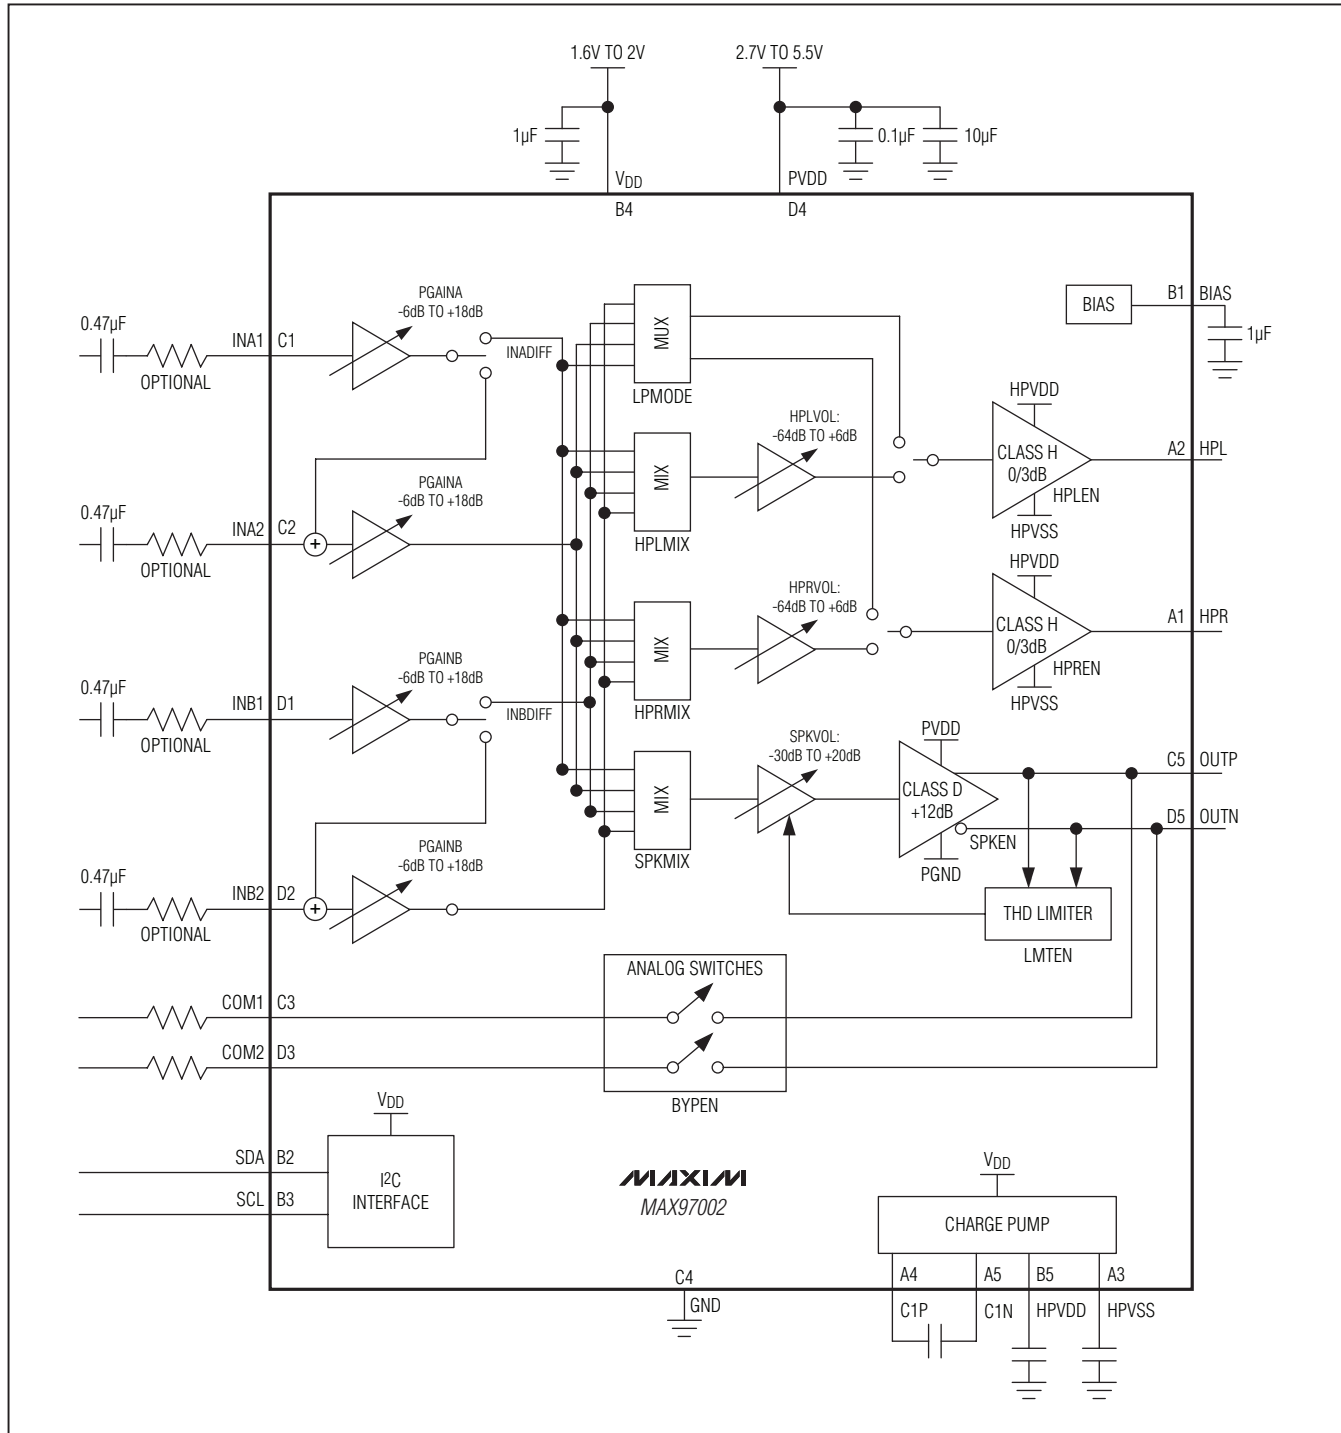 1.6V TO 2V
2.7V TO 5.5V
1µF
0.1µF
10µF
VDD
PVDD
B4
D4
PGAINA
-6dB TO +18dB
0.47µF
INA1
C1
OPTIONAL
INADIFF
MUX
LPMODE
BIAS
B1
BIAS
1µF
HPLVOL:
-64dB TO +6dB
HPVDD
CLASS H
0/3dB
HPLEN
HPVSS
A2
HPL
MIX
HPLMIX
PGAINA
-6dB TO +18dB
0.47µF
INA2
C2
+
OPTIONAL
HPRVOL:
-64dB TO +6dB
HPVDD
CLASS H
0/3dB
HPREN
HPVSS
A1
HPR
MIX
HPRMIX
PGAINB
-6dB TO +18dB
0.47µF
INB1
D1
OPTIONAL
INBDIFF
SPKVOL:
-30dB TO +20dB
PVDD
CLASS D
+12dB
SPKEN
PGND
C5
OUTP
D5
OUTN
MIX
SPKMIX
PGAINB
-6dB TO +18dB
0.47µF
INB2
D2
+
OPTIONAL
THD LIMITER
LMTEN
ANALOG SWITCHES
COM1
C3
COM2
D3
BYPEN
VDD
SDA
B2
SCL
B3
I2C
INTERFACE
MAXIM
MAX97002
VDD
CHARGE PUMP
C4
GND
A4
A5
B5
A3
C1P
C1N
HPVDD
HPVSS